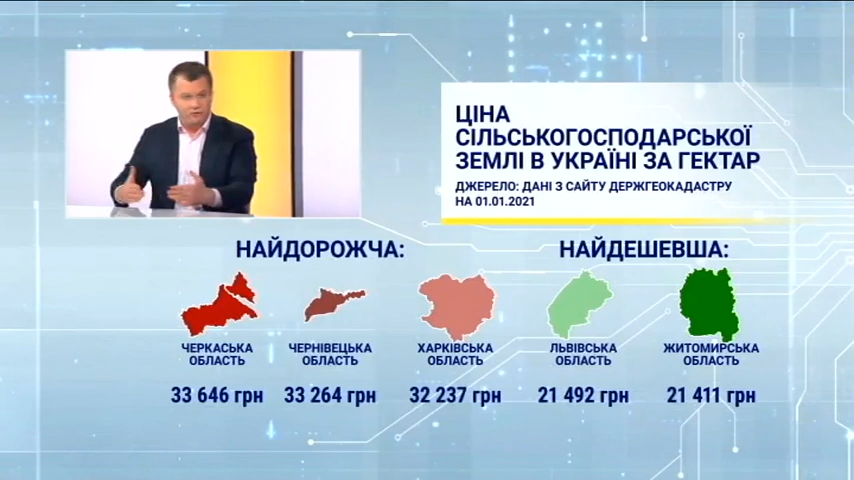 ЦІНА
СІЛЬСЬКОГОСПОДАРСЬКОЇ
ЗЕМЛІ В УКРАЇНІ ЗА ГЕКТАР
ДЖЕРЕЛО: ДАНІ З САЙТУ ДЕРЖГЕОКАДАСТРУ
НА 01.01.2021
НАЙДОРОЖЧА:
НАЙДЕШЕВША:
ЧЕРКАСЬКА
ОБЛАСТЬ
33 646 грн
ЧЕРНІВЕЦЬКА
ОБЛАСТЬ
33 264 грн
ХАРКІВСЬКА
ОБЛАСТЬ
32 237 грн
ЛЬВІВСЬКА
ОБЛАСТЬ
21 492 грн
ЖИТОМИРСЬКА
ОБЛАСТЬ
21 411 грн